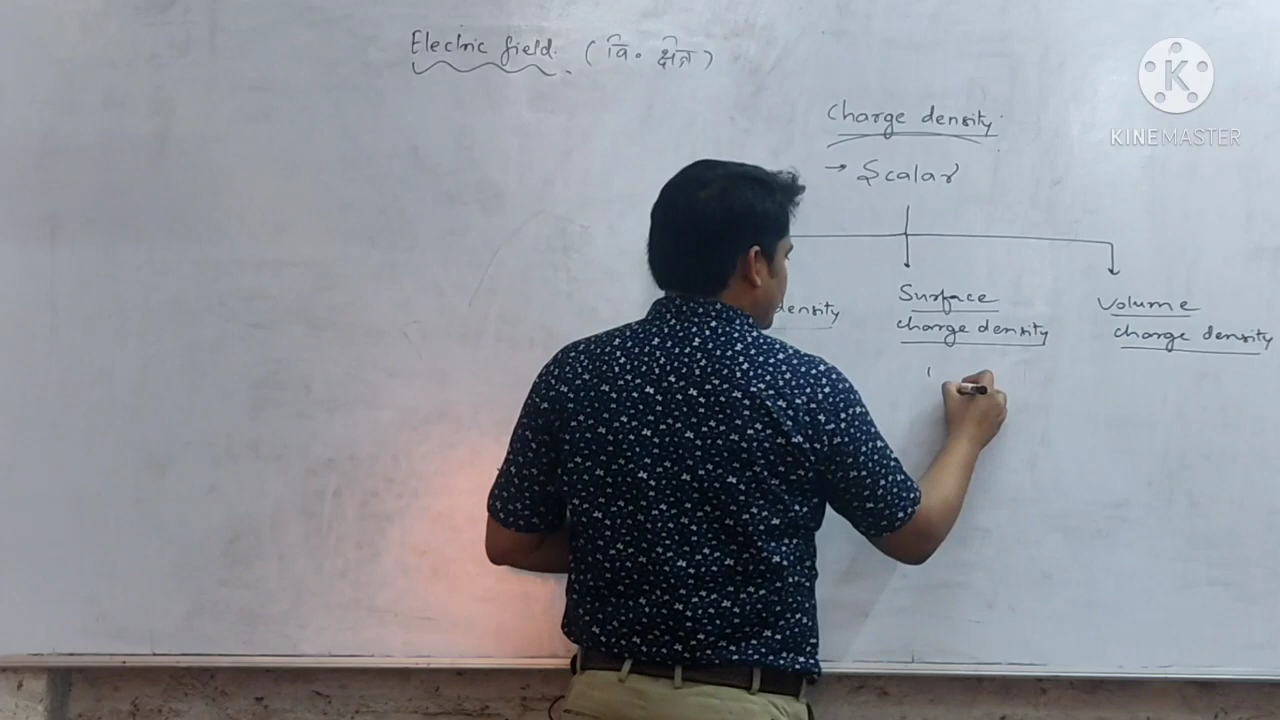 Electric field. (वि॰ क्षेत्र)
Charge density
→ Scalar
density
Surface
charge density
Volume
charge density
K
KINEMASTER